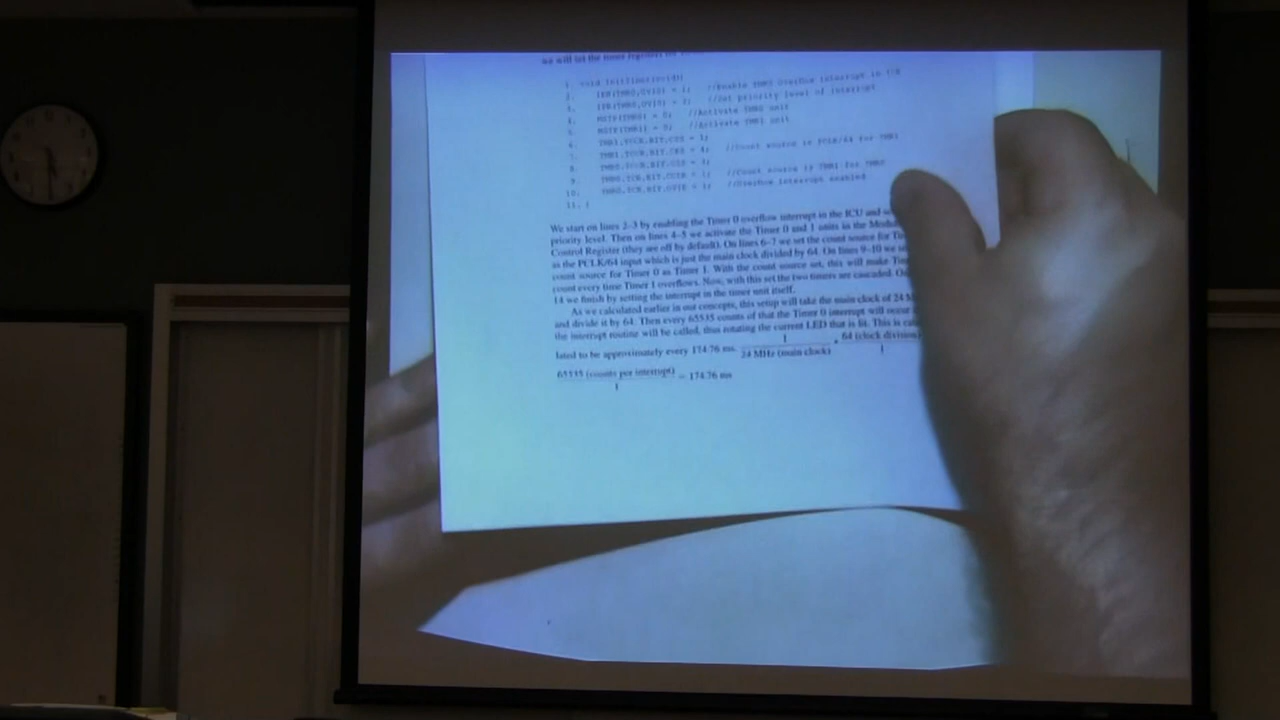 we will set the timer registers
1. void InitTimer(void){
2. IEN(TMR0,OVI0) = 1; //Enable TMR0 Overflow interrupt in ICU
3. IPR(TMR0,OVI0) = //Set priority level of interrupt
4. MSTP(TMR0) = 0; //Activate TMR0 unit
5. MSTP(TMR1) = 0; //Activate TMR1 unit
6. TMR1.TCCR.BIT.CSS = 1;
7. TMR1.TCCR.BIT.CKS = 4; //Count source is PCLK/64 for TMR1
8. TMR0.TCCR.BIT.CSS = 3;
9. //Count source is TMR1 for TMR0
10. TMR0.TCR.BIT.OVIE = 1; //Overflow interrupt enabled
11. }
We start on lines 2–3 by enabling the Timer 0 overflow interrupt in the ICU and
priority level. Then on lines 4–5 we activate the Timer 0 and 1 units in the
Control Register (they are off by default). On lines 6–7 we set the count source for
as the PCLK/64 input which is just the main clock divided by 64. On lines 9–10 we
count source for Timer 0 as Timer 1. With the count source set, this will make
count every time Timer 1 overflows. Now, with this set the two timers are cascaded.
14 we finish by setting the interrupt in the timer unit itself.
As we calculated earlier in our concepts, this setup will take the main clock of 24
and divide it by 64. Then every 65535 counts of that the Timer 0 interrupt will occur
the interrupt routine will be called, thus rotating the current LED that is lit. This is
lated to be approximately every 174.76 ms. 1 / 24 MHz (main clock) * 64 (clock division) / 1
65535 (counts per interrupt) / 1 = 174.76 ms